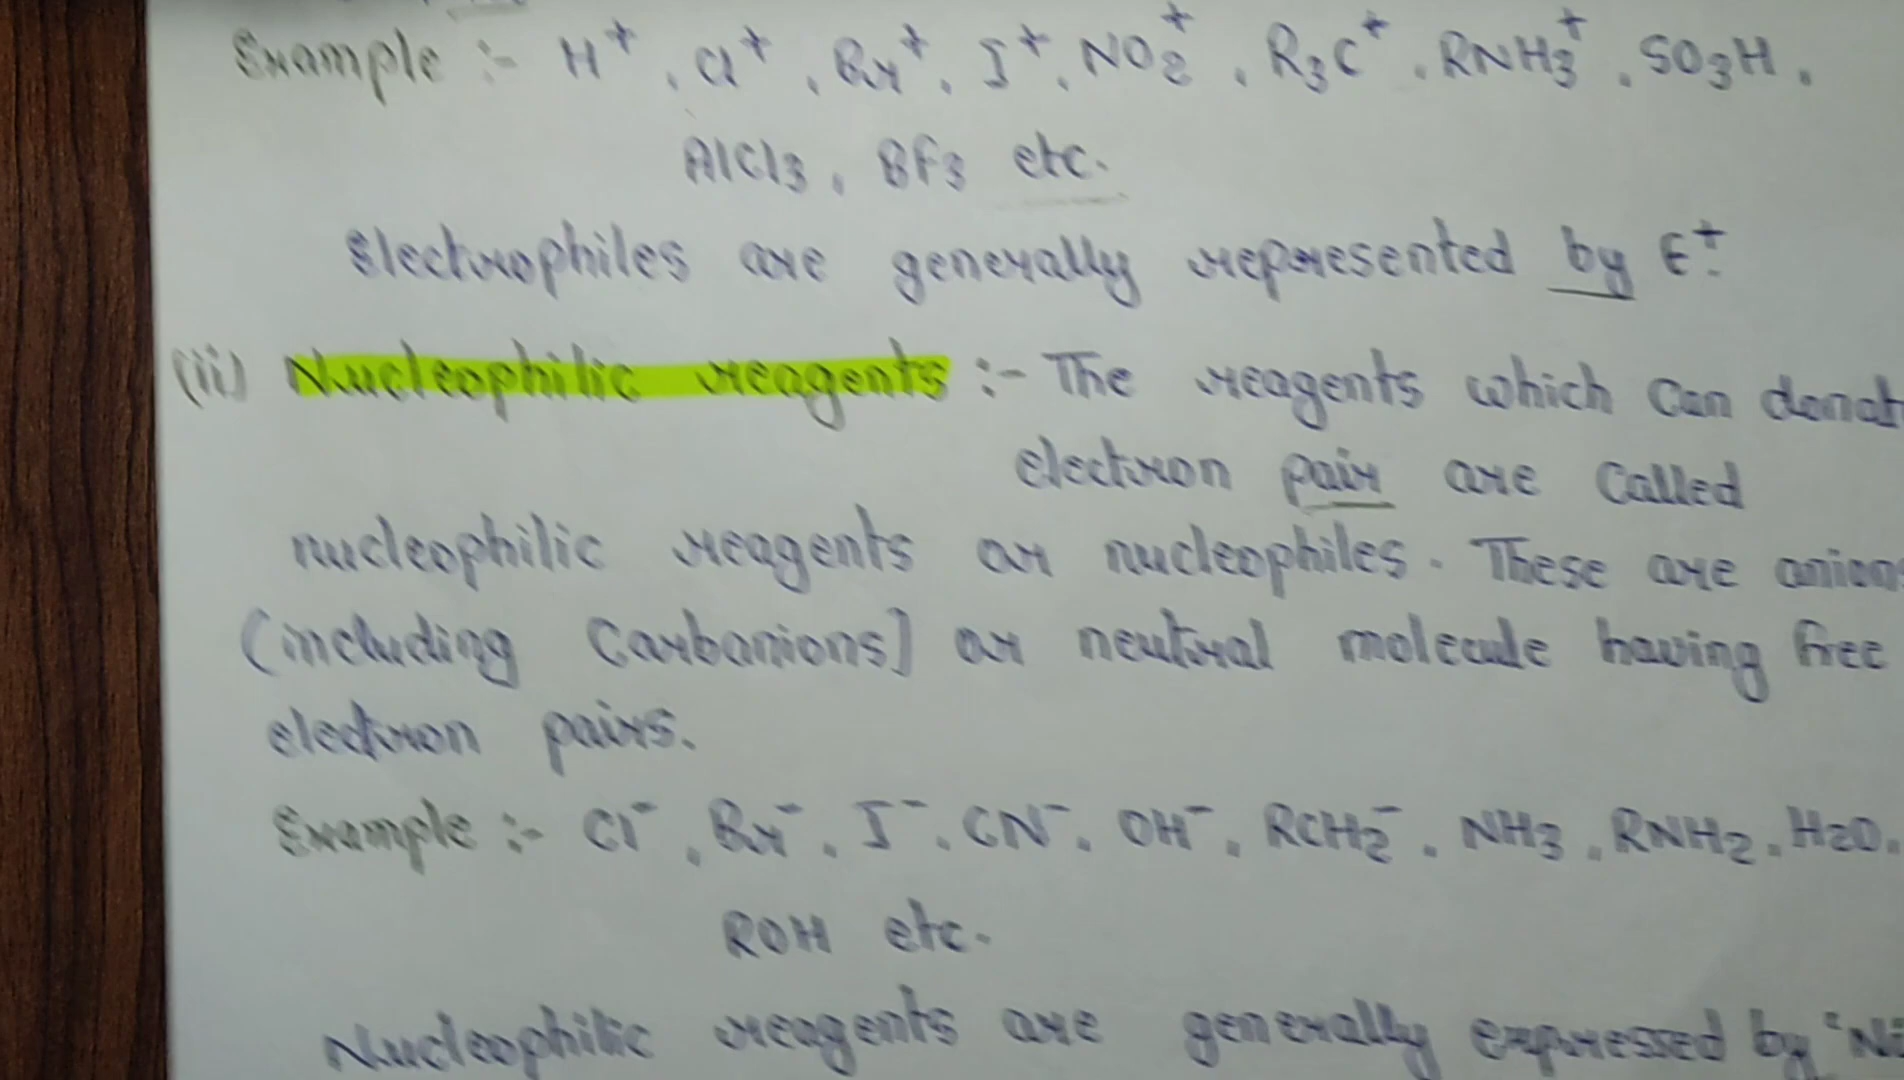 Example :- H⁺, Cl⁺, Br⁺, I⁺, NO₂⁺, R₃C⁺, RNH₃⁺, SO₃H,
AlCl₃, BF₃ etc.
Electrophiles are generally represented by E⁺.
(ii) Nucleophilic reagents :- The reagents which can donat
electron pair are called
nucleophilic reagents or nucleophiles. These are anions
(including Carbanions) or neutral molecule having free
electron pairs.
Example :- Cl⁻, Br⁻, I⁻, CN⁻, OH⁻, RCH₂⁻, NH₃, RNH₂, H₂O,
ROH etc.
Nucleophilic reagents are generally expressed by "N